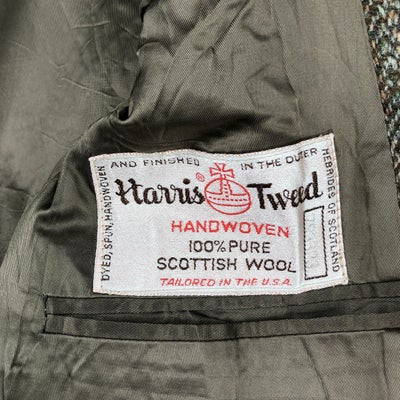 DYED, SPUN, HANDWOVEN
AND FINISHED IN THE OUTER
HEBRIDES OF SCOTLAND
Harris Tweed
HANDWOVEN
100% PURE
SCOTTISH WOOL
TAILORED IN THE U.S.A.